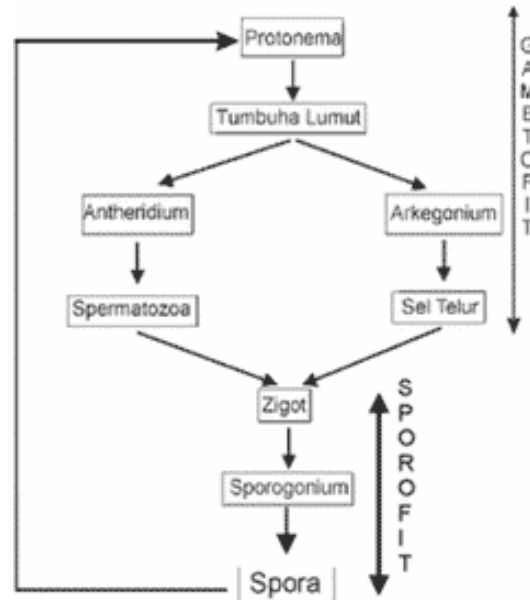 Protonema
Tumbuha Lumut
Antheridium
Arkegonium
Spermatozoa
Sel Telur
Zigot
Sporogonium
Spora
GAMETOFIT
SPOROFIT